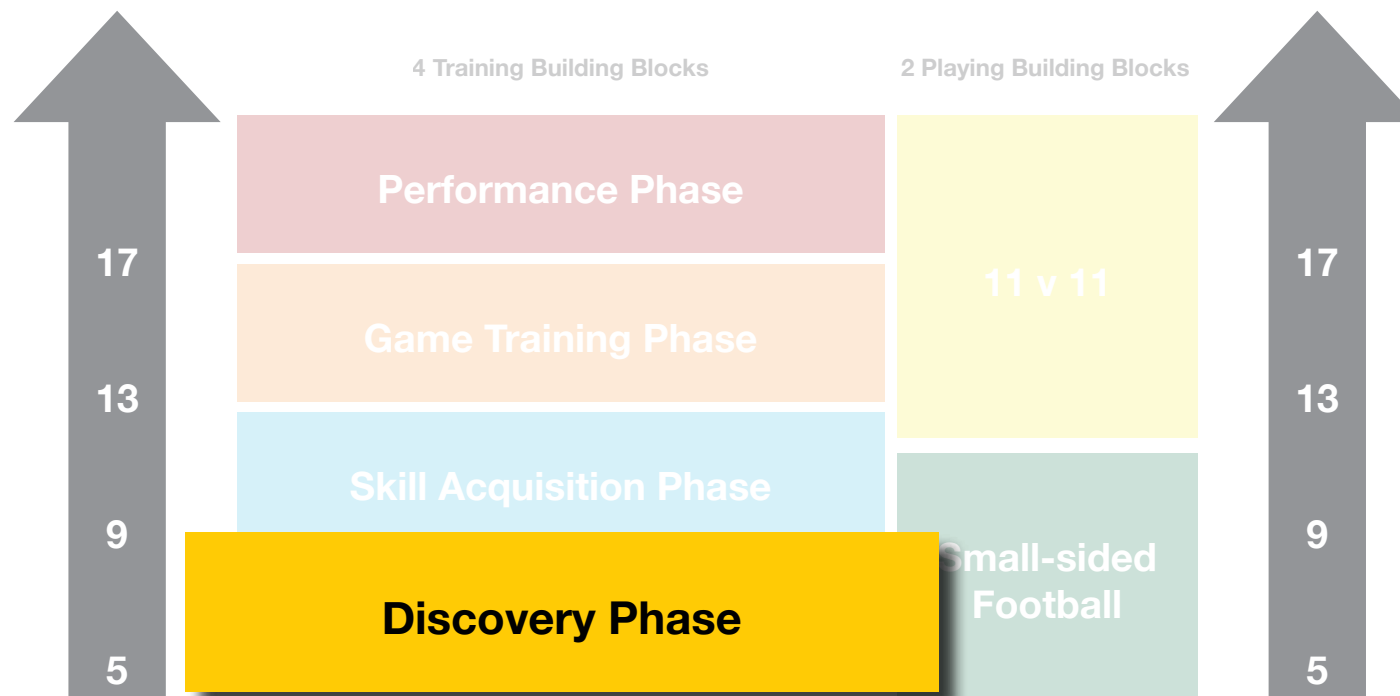 4 Training Building Blocks
2 Playing Building Blocks
Performance Phase
17
11 v 11
17
Game Training Phase
13
13
Skill Acquisition Phase
9
9
Small-sided
Football
Discovery Phase
5
5